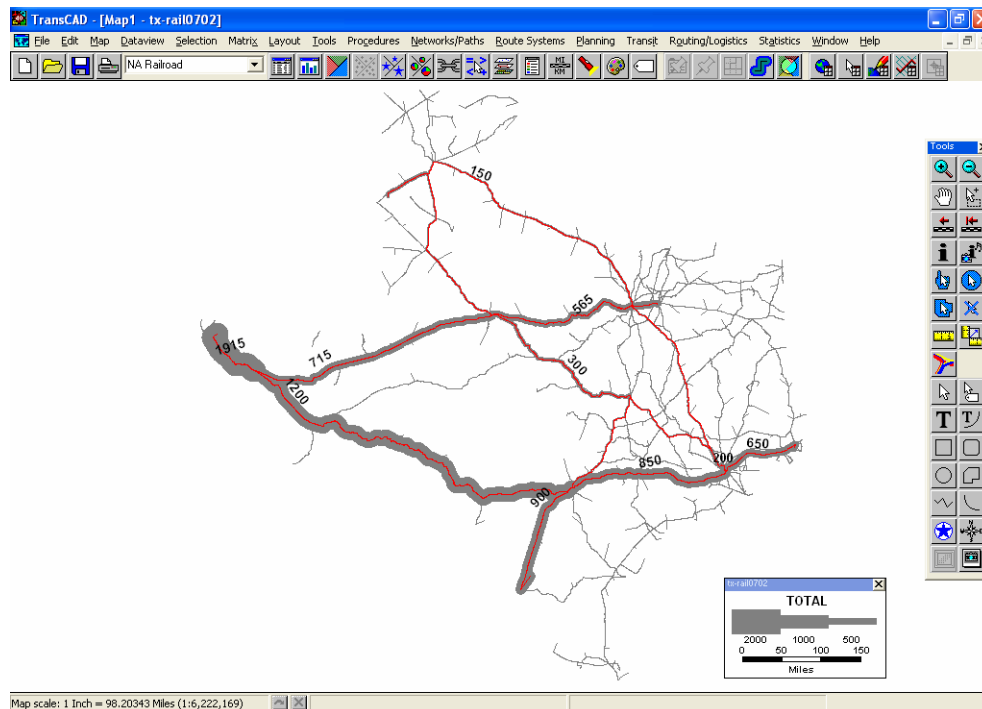 TransCAD - [Map1 - tx-rail0702]
File Edit Map Dataview Selection Matrix Layout Tools Procedures Networks/Paths Route Systems Planning Transit Routing/Logistics Statistics Window Help
NA Railroad
MI
KM
Tools
150
565
1915
715
300
1200
650
200
850
900
T T
tx-rail0702
TOTAL
2000 1000 500
0 50 100 150
Miles
Map scale: 1 Inch = 98.20343 Miles (1:6,222,169)